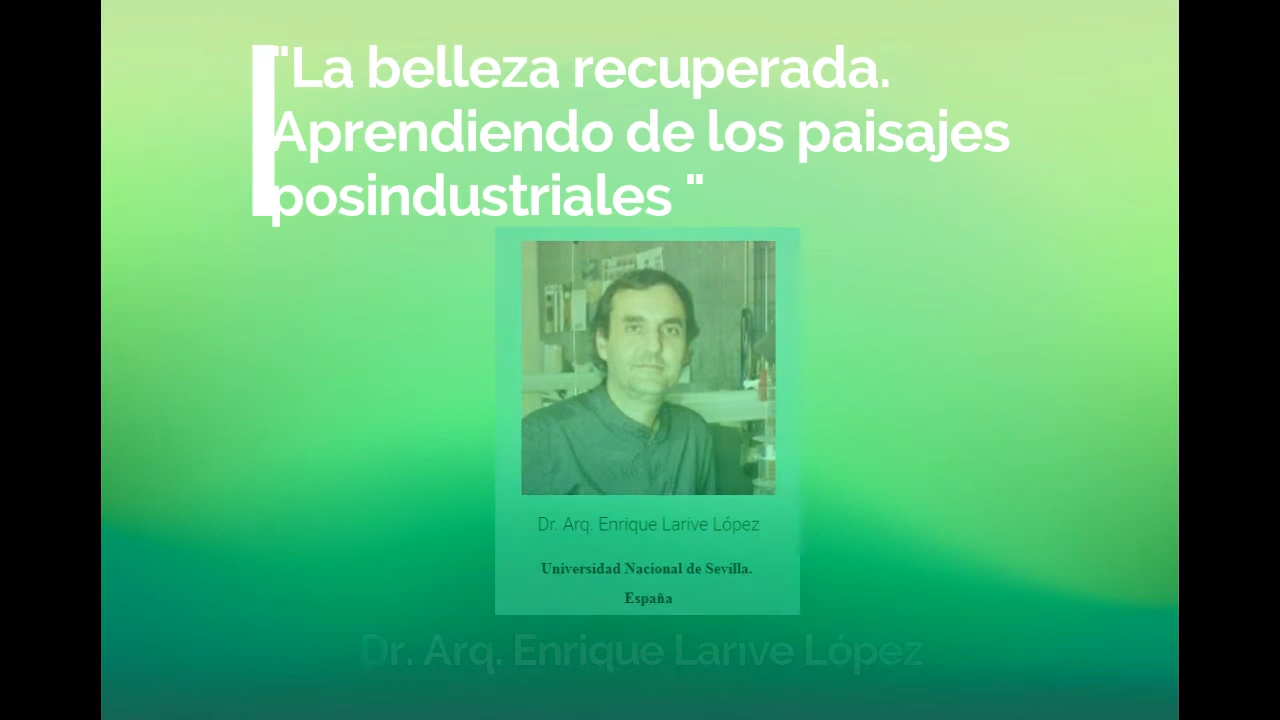 "La belleza recuperada.
Aprendiendo de los paisajes
posindustriales "
Dr. Arq. Enrique Larive López
Universidad Nacional de Sevilla.
España
Dr. Arq. Enrique Larive López